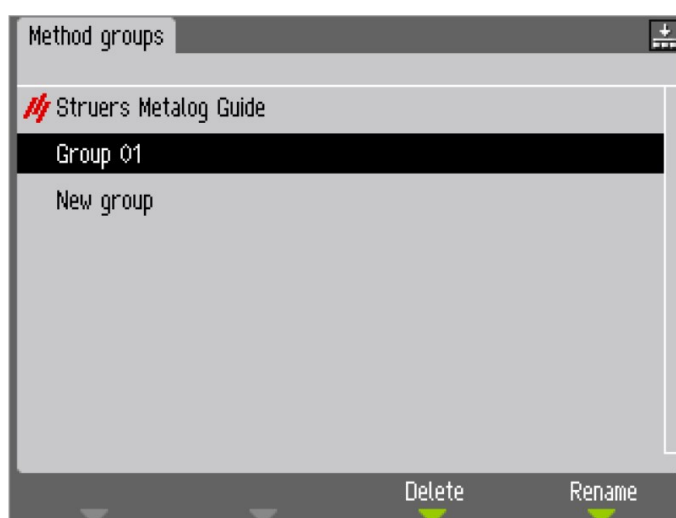 Method groups
Struers Metalog Guide
Group 01
New group
Delete Rename